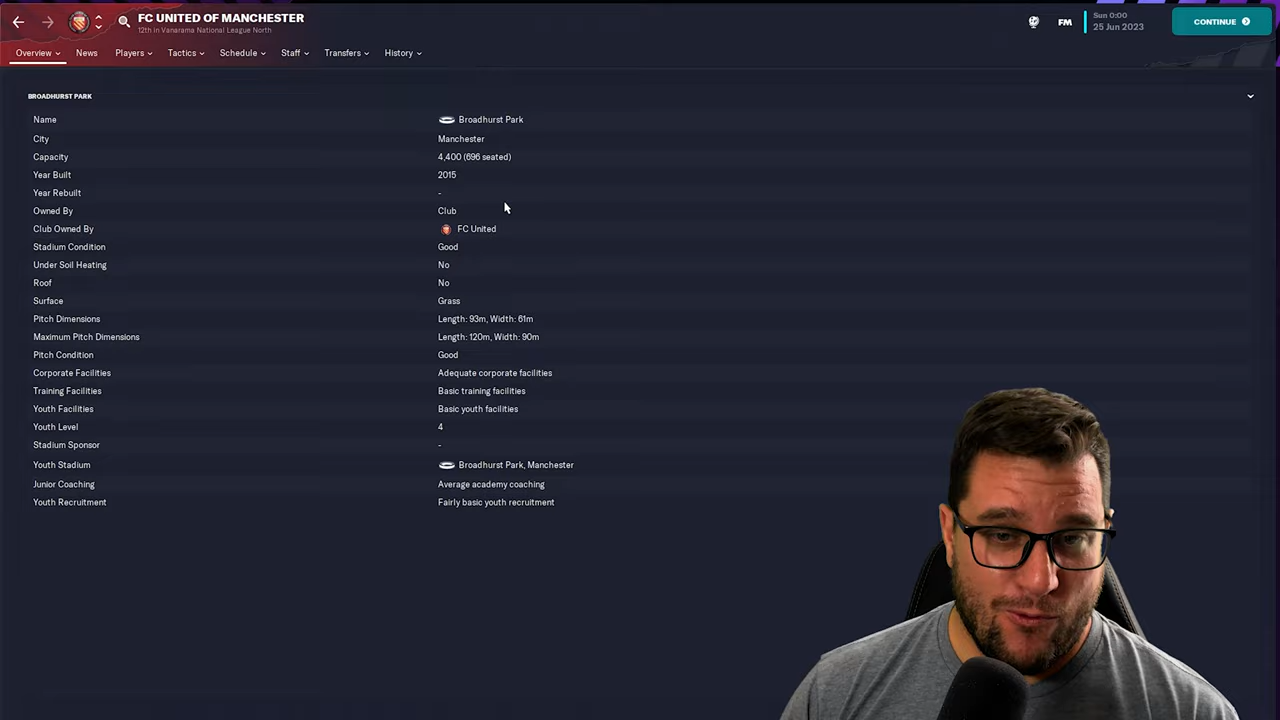 FC UNITED OF MANCHESTER
12th in Vanarama National League North
FM
Sun 0:00
25 Jun 2023
CONTINUE
Overview News Players Tactics Schedule Staff Transfers History
BROADHURST PARK
Name Broadhurst Park
City Manchester
Capacity 4,400 (696 seated)
Year Built 2015
Year Rebuilt -
Owned By Club
Club Owned By FC United
Stadium Condition Good
Under Soil Heating No
Roof No
Surface Grass
Pitch Dimensions Length: 93m, Width: 61m
Maximum Pitch Dimensions Length: 120m, Width: 90m
Pitch Condition Good
Corporate Facilities Adequate corporate facilities
Training Facilities Basic training facilities
Youth Facilities Basic youth facilities
Youth Level 4
Stadium Sponsor -
Youth Stadium Broadhurst Park, Manchester
Junior Coaching Average academy coaching
Youth Recruitment Fairly basic youth recruitment